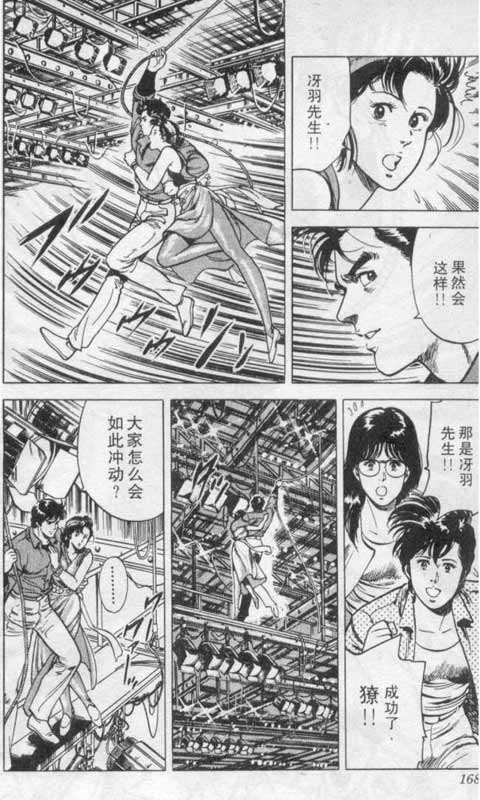 冴羽
先生!!
果然会
这样!!
那是冴羽
先生!!
成功了，
獠!!
大家怎么会
如此冲动？
………
168